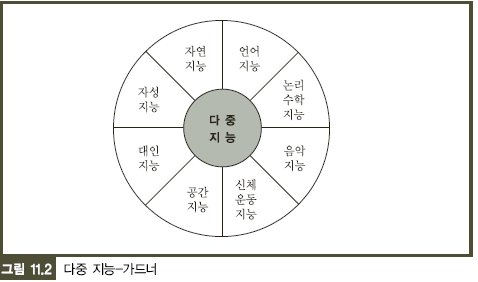 자연
지능
언어
지능
자성
지능
논리
수학
지능
다 중
지 능
대인
지능
음악
지능
공간
지능
신체
운동
지능
그림 11.2 다중 지능-가드너